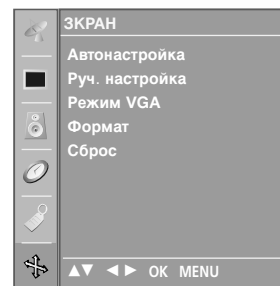 ЭКРАН
Автонастройка
Руч. настройка
Режим VGA
Формат
Сброс
▲▼ ◄► OK MENU